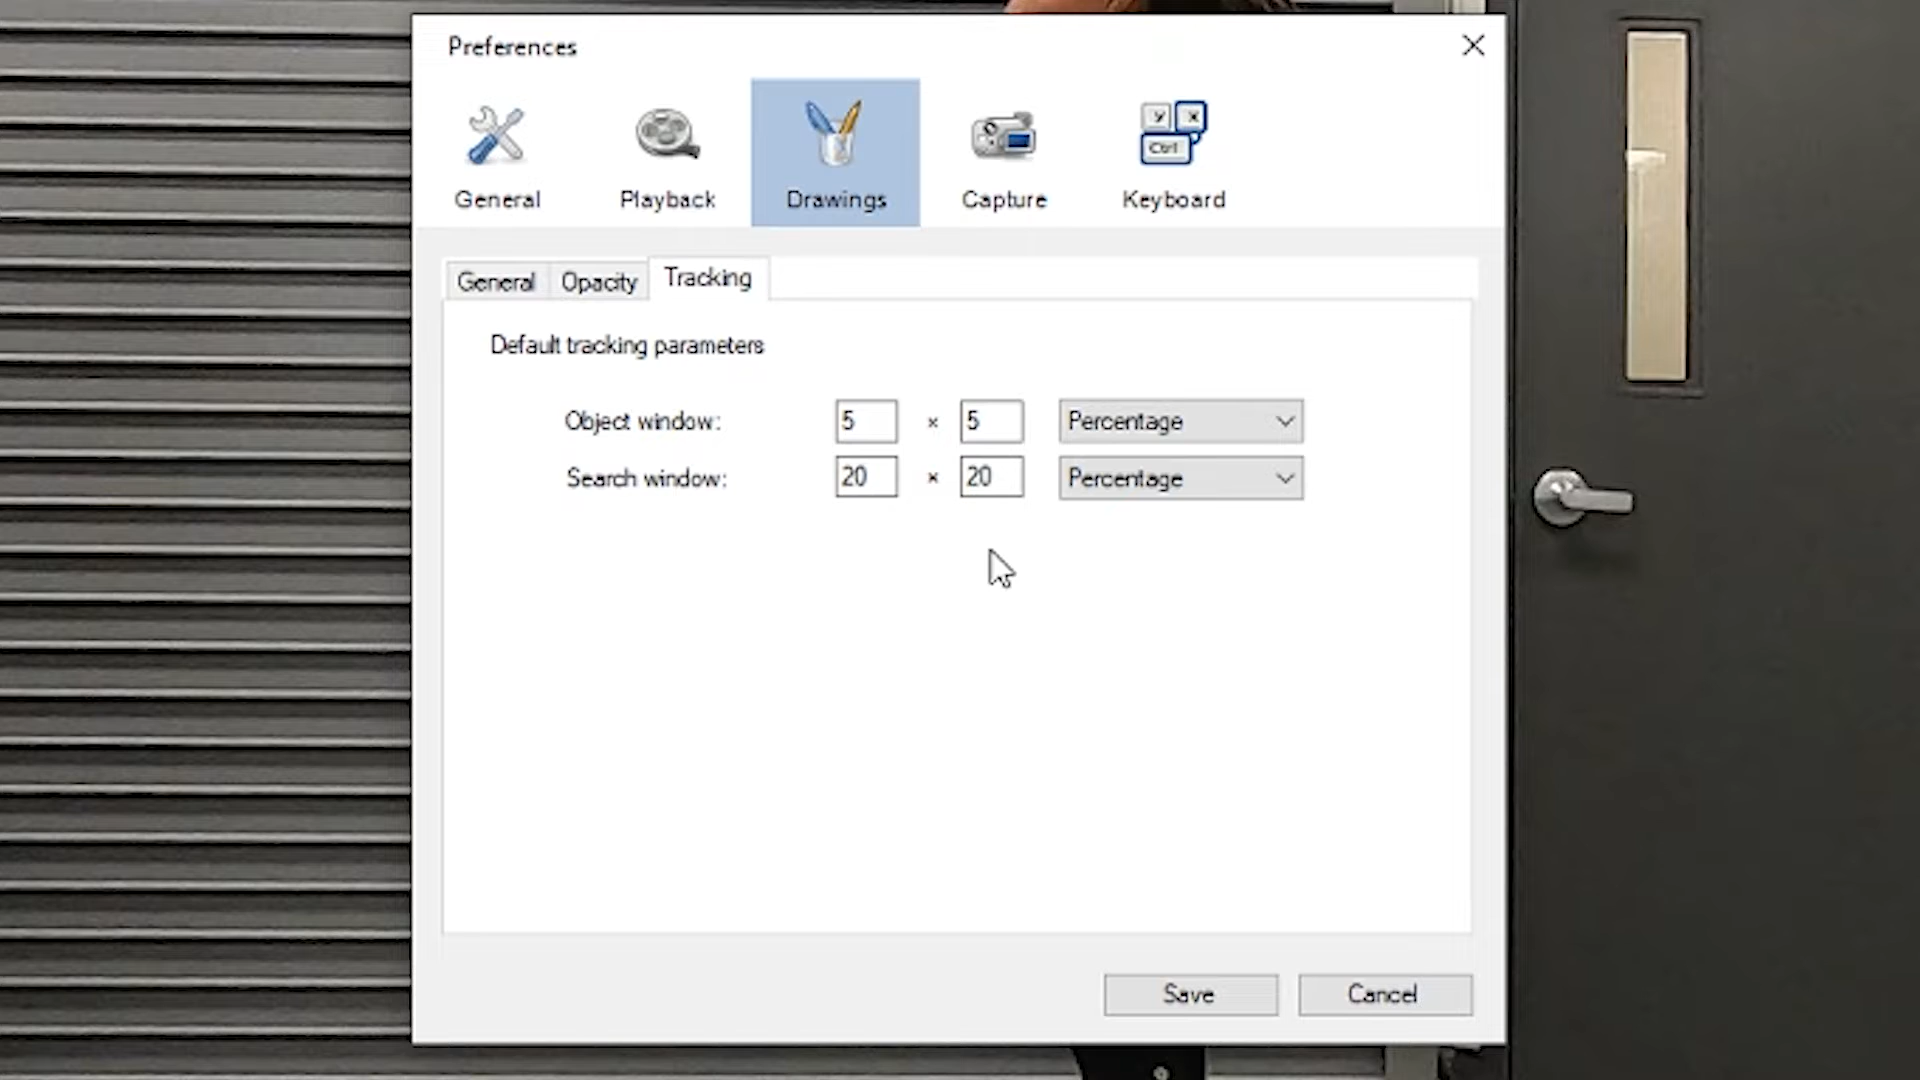 Preferences
General Playback Drawings Capture Keyboard
Ctrl
General Opacity Tracking
Default tracking parameters
Object window: 5 × 5 Percentage
Search window: 20 × 20 Percentage
Save Cancel